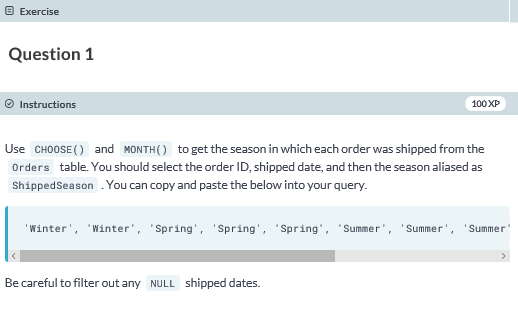 Exercise
Question 1
Instructions
100 XP
Use CHOOSE() and MONTH() to get the season in which each order was shipped from the
Orders table. You should select the order ID, shipped date, and then the season aliased as
ShippedSeason . You can copy and paste the below into your query.
'Winter', 'Winter', 'Spring', 'Spring', 'Spring', 'Summer', 'Summer', 'Summer'
Be careful to filter out any NULL shipped dates.